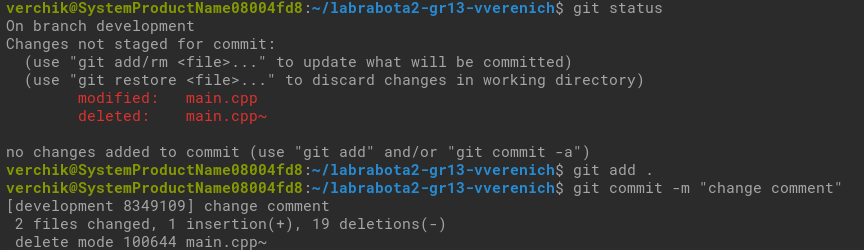 verchik@SystemProductName08004fd8:~/labrabota2-gr13-vverenich$ git status
On branch development
Changes not staged for commit:
  (use "git add/rm <file>..." to update what will be committed)
  (use "git restore <file>..." to discard changes in working directory)
        modified:   main.cpp
        deleted:    main.cpp~

no changes added to commit (use "git add" and/or "git commit -a")
verchik@SystemProductName08004fd8:~/labrabota2-gr13-vverenich$ git add .
verchik@SystemProductName08004fd8:~/labrabota2-gr13-vverenich$ git commit -m "change comment"
[development 8349109] change comment
 2 files changed, 1 insertion(+), 19 deletions(-)
 delete mode 100644 main.cpp~